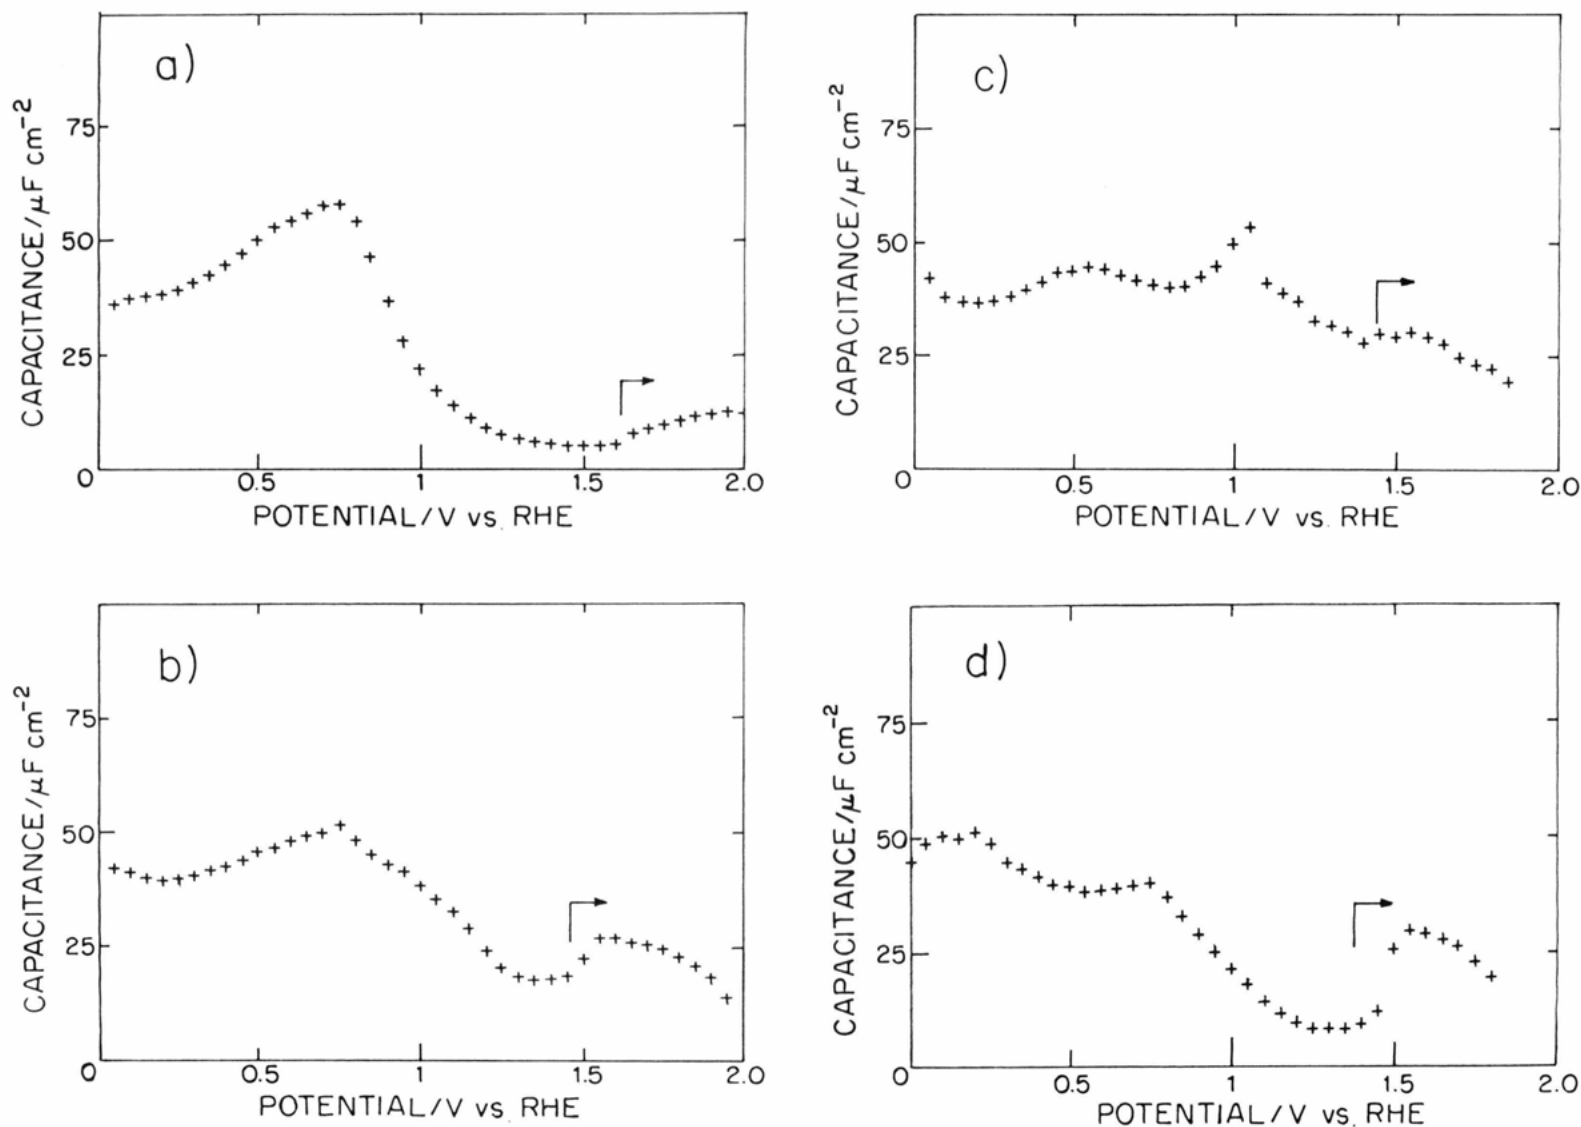 a)
CAPACITANCE/μF cm⁻²
75
50
25
0
0.5
1
1.5
2.0
POTENTIAL/V vs. RHE
c)
CAPACITANCE/μF cm⁻²
75
50
25
0
0.5
1
1.5
2.0
POTENTIAL/V vs. RHE
b)
CAPACITANCE/μF cm⁻²
75
50
25
0
0.5
1
1.5
2.0
POTENTIAL/V vs. RHE
d)
CAPACITANCE/μF cm⁻²
75
50
25
0
0.5
1
1.5
2.0
POTENTIAL/V vs. RHE